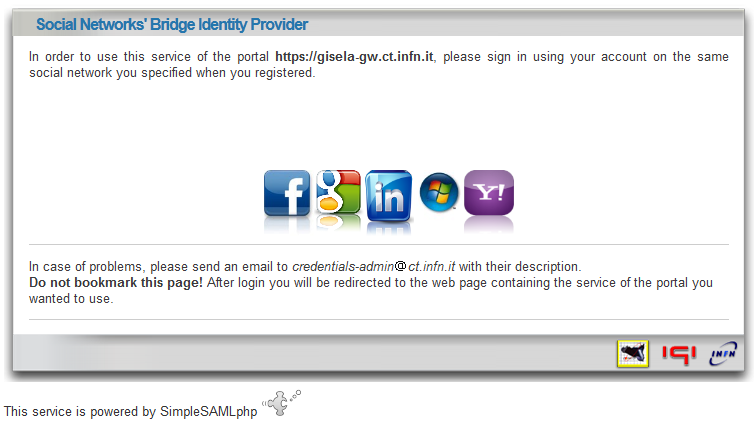 Social Networks' Bridge Identity Provider
In order to use this service of the portal https://gisela-gw.ct.infn.it, please sign in using your account on the same
social network you specified when you registered.
f g in Y!
In case of problems, please send an email to credentials-admin@ct.infn.it with their description.
Do not bookmark this page! After login you will be redirected to the web page containing the service of the portal you
wanted to use.
IGI INFN
This service is powered by SimpleSAMLphp